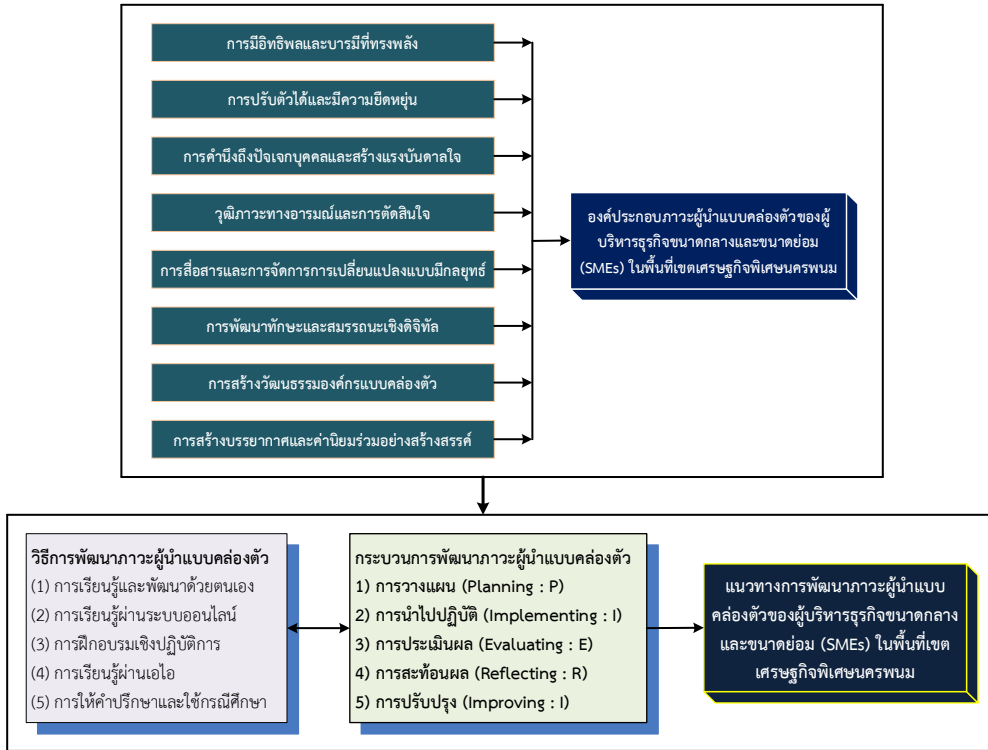 การมีอิทธิพลและบารมีที่ทรงพลัง
การปรับตัวได้และมีความยืดหยุ่น
การคำนึงถึงปัจเจกบุคคลและสร้างแรงบันดาลใจ
วุฒิภาวะทางอารมณ์และการตัดสินใจ
การสื่อสารและการจัดการการเปลี่ยนแปลงแบบมีกลยุทธ์
การพัฒนาทักษะและสมรรถนะเชิงดิจิทัล
การสร้างวัฒนธรรมองค์กรแบบคล่องตัว
การสร้างบรรยากาศและค่านิยมร่วมอย่างสร้างสรรค์
องค์ประกอบภาวะผู้นำแบบคล่องตัวของผู้
บริหารธุรกิจขนาดกลางและขนาดย่อม
(SMEs) ในพื้นที่เขตเศรษฐกิจพิเศษนครพนม
วิธีการพัฒนาภาวะผู้นำแบบคล่องตัว
(1) การเรียนรู้และพัฒนาด้วยตนเอง
(2) การเรียนรู้ผ่านระบบออนไลน์
(3) การฝึกอบรมเชิงปฏิบัติการ
(4) การเรียนรู้ผ่านเอไอ
(5) การให้คำปรึกษาและใช้กรณีศึกษา
กระบวนการพัฒนาภาวะผู้นำแบบคล่องตัว
1) การวางแผน (Planning : P)
2) การนำไปปฏิบัติ (Implementing : I)
3) การประเมินผล (Evaluating : E)
4) การสะท้อนผล (Reflecting : R)
5) การปรับปรุง (Improving : I)
แนวทางการพัฒนาภาวะผู้นำแบบ
คล่องตัวของผู้บริหารธุรกิจขนาดกลาง
และขนาดย่อม (SMEs) ในพื้นที่เขต
เศรษฐกิจพิเศษนครพนม